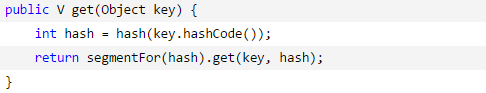 public V get(Object key) {
    int hash = hash(key.hashCode());
    return segmentFor(hash).get(key, hash);
}